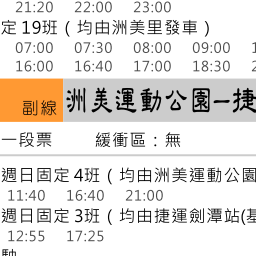 21:20 22:00 23:00
定 19班（均由洲美里發車）
07:00 07:30 08:00 09:00
16:00 16:40 17:00 18:30
副線 洲美運動公園-捷
一段票 緩衝區：無
週日固定 4班（均由洲美運動公園
11:40 16:40 21:00
週日固定 3班（均由捷運劍潭站(基
12:55 17:25